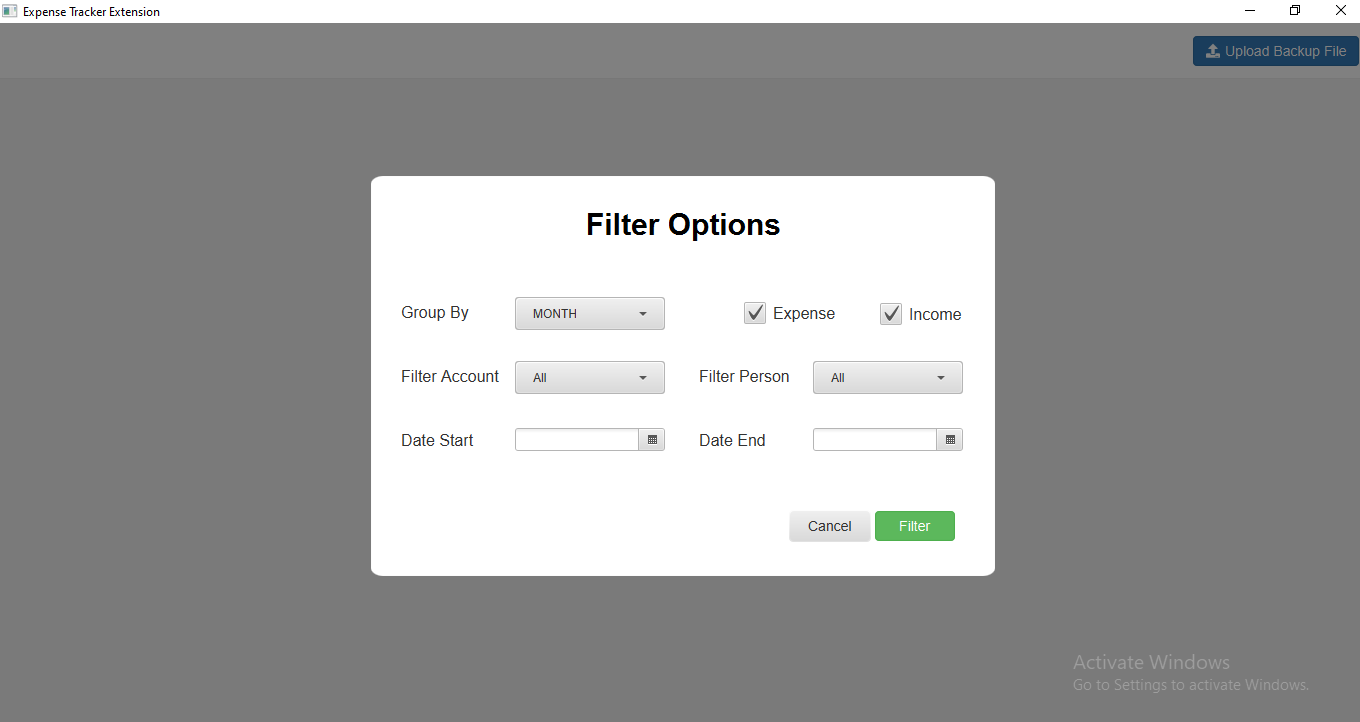 Expense Tracker Extension
Upload Backup File
Filter Options
Group By MONTH Expense Income
Filter Account All Filter Person All
Date Start Date End
Cancel Filter
Activate Windows
Go to Settings to activate Windows.